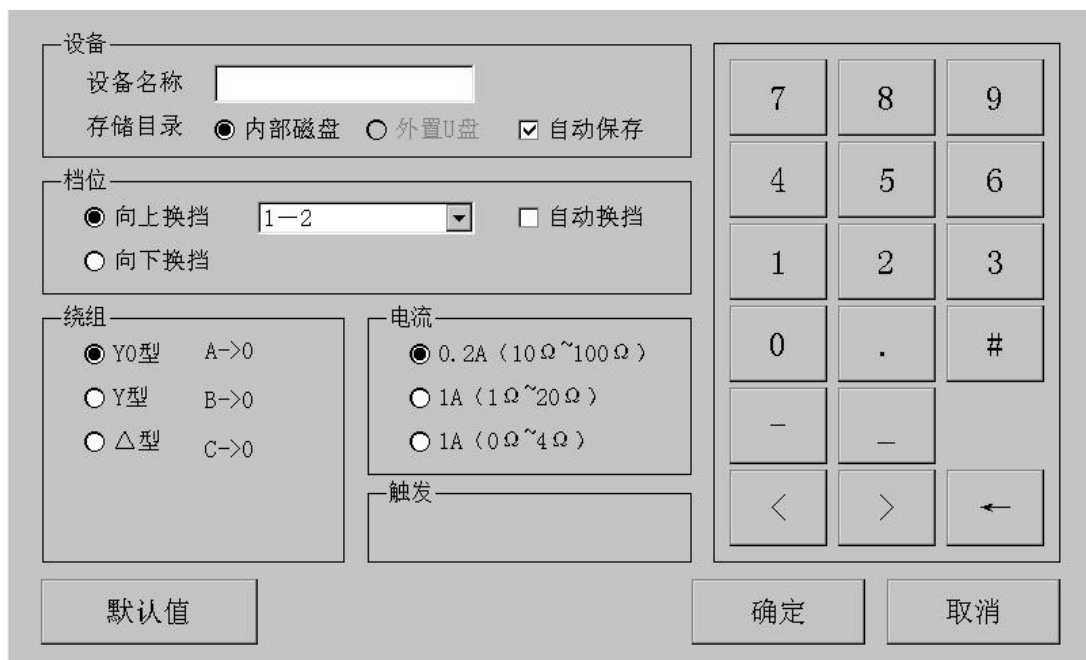 设备
设备名称
存储目录 内部磁盘 外置U盘 自动保存
档位
向上换挡 1—2 自动换挡
向下换挡
绕组
Y0型 A->0
Y型 B->0
△型 C->0
电流
0.2A（10Ω~100Ω）
1A（1Ω~20Ω）
1A（0Ω~4Ω）
触发
7 8 9
4 5 6
1 2 3
0 . #
- _
< > ←
默认值 确定 取消